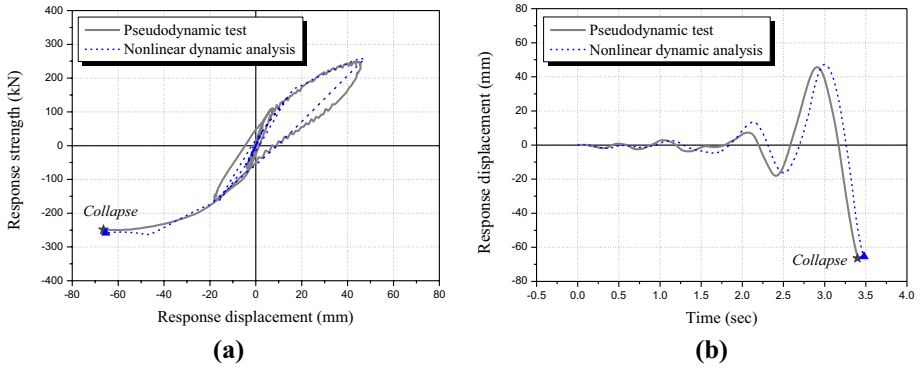 Pseudodynamic test
Nonlinear dynamic analysis
Response strength (kN)
400
300
200
100
0
-100
-200
-300
-400
Collapse
-80 -60 -40 -20 0 20 40 60 80
Response displacement (mm)
(a)
Pseudodynamic test
Nonlinear dynamic analysis
Response displacement (mm)
80
60
40
20
0
-20
-40
-60
-80
Collapse
-0.5 0.0 0.5 1.0 1.5 2.0 2.5 3.0 3.5 4.0
Time (sec)
(b)